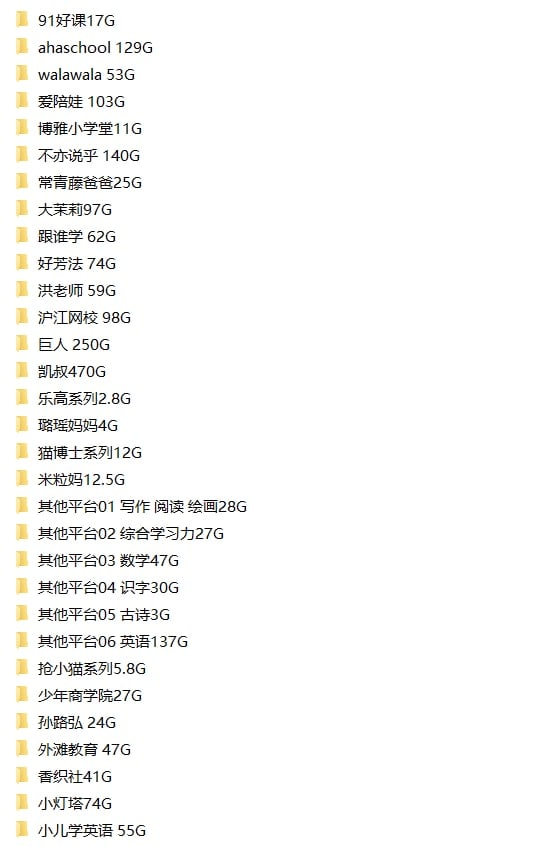 91好课17G
ahaschool 129G
walawala 53G
爱陪娃 103G
博雅小学堂11G
不亦说乎 140G
常青藤爸爸25G
大茉莉97G
跟谁学 62G
好芳法 74G
洪老师 59G
沪江网校 98G
巨人 250G
凯叔470G
乐高系列2.8G
璐瑶妈妈4G
猫博士系列12G
米粒妈12.5G
其他平台01 写作 阅读 绘画28G
其他平台02 综合学习力27G
其他平台03 数学47G
其他平台04 识字30G
其他平台05 古诗3G
其他平台06 英语137G
抢小猫系列5.8G
少年商学院27G
孙路弘 24G
外滩教育 47G
香织社41G
小灯塔74G
小儿学英语 55G